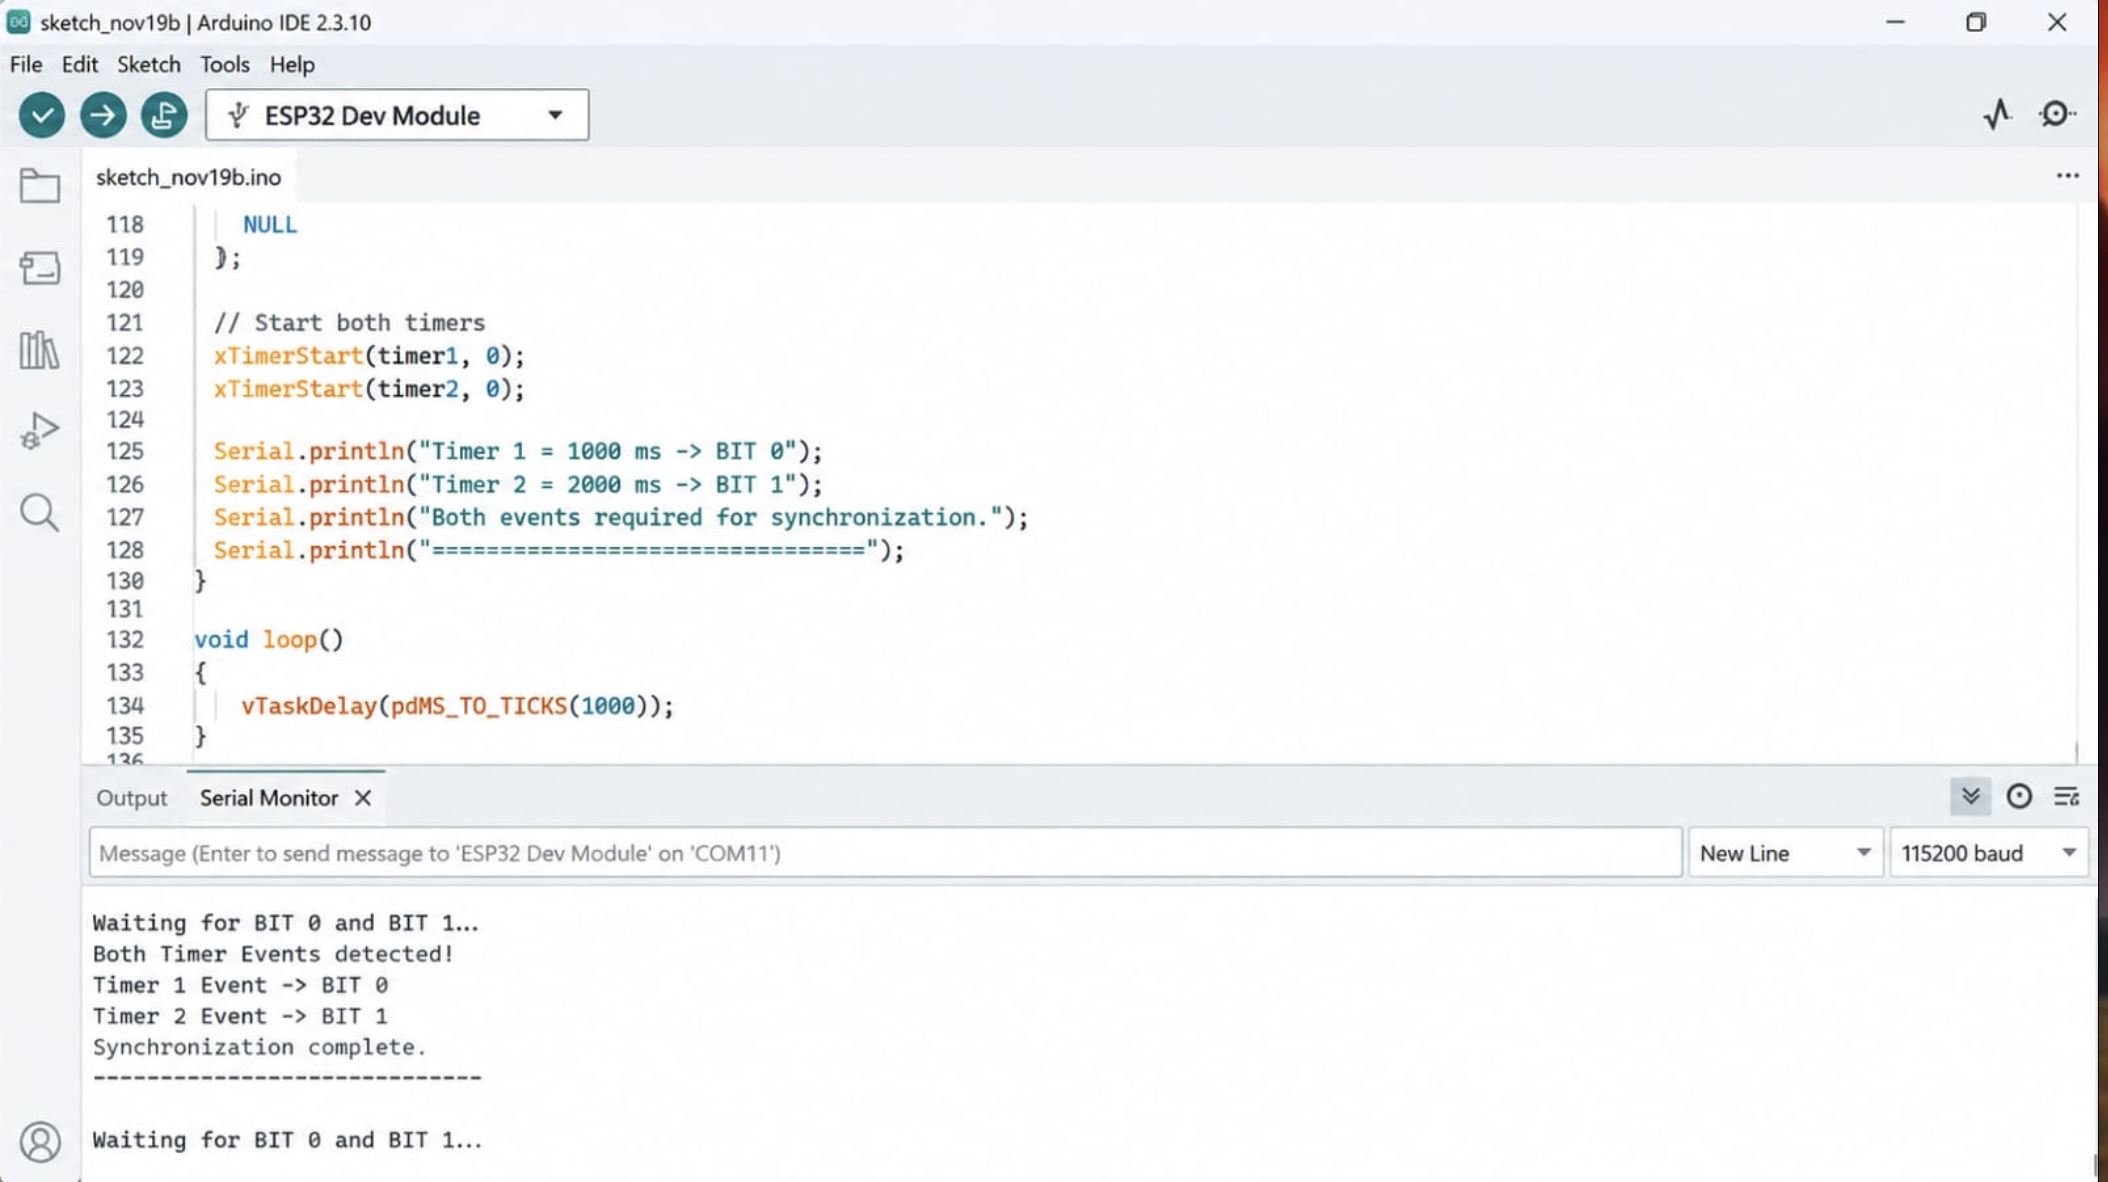 sketch_nov19b | Arduino IDE 2.3.10
File Edit Sketch Tools Help
ESP32 Dev Module
sketch_nov19b.ino
118 NULL
119 );
120
121 // Start both timers
122 xTimerStart(timer1, 0);
123 xTimerStart(timer2, 0);
124
125 Serial.println("Timer 1 = 1000 ms -> BIT 0");
126 Serial.println("Timer 2 = 2000 ms -> BIT 1");
127 Serial.println("Both events required for synchronization.");
128 Serial.println("================================");
130 }
131
132 void loop()
133 {
134 vTaskDelay(pdMS_TO_TICKS(1000));
135 }
136
Output Serial Monitor
Message (Enter to send message to 'ESP32 Dev Module' on 'COM11') New Line 115200 baud
Waiting for BIT 0 and BIT 1...
Both Timer Events detected!
Timer 1 Event -> BIT 0
Timer 2 Event -> BIT 1
Synchronization complete.
-----------------------------
Waiting for BIT 0 and BIT 1...